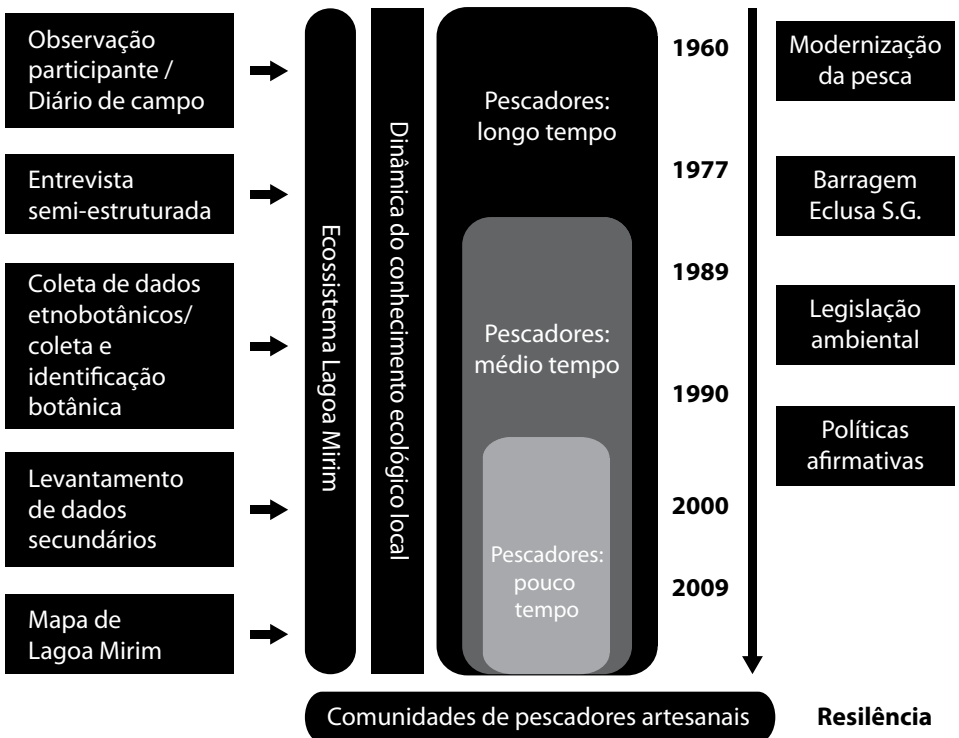 Observação
participante /
Diário de campo
Entrevista
semi-estruturada
Coleta de dados
etnobotânicos/
coleta e
identificação
botânica
Levantamento
de dados
secundários
Mapa de
Lagoa Mirim
Ecossistema Lagoa Mirim
Dinâmica do conhecimento ecológico local
Pescadores:
longo tempo
Pescadores:
médio tempo
Pescadores:
pouco
tempo
1960
1977
1989
1990
2000
2009
Modernização
da pesca
Barragem
Eclusa S.G.
Legislação
ambiental
Políticas
afirmativas
Comunidades de pescadores artesanais
Resilência